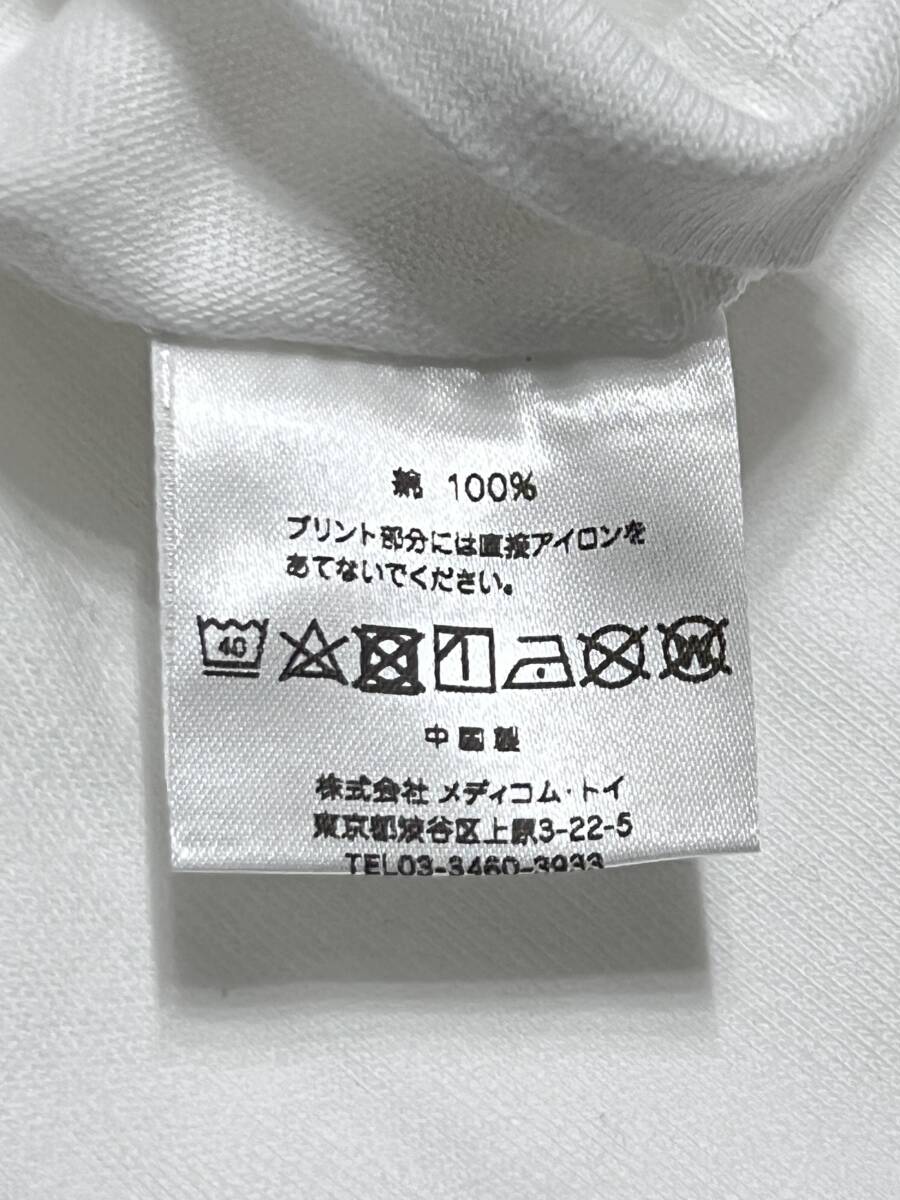 綿 100%
プリント部分には直接アイロンを
あてないでください。
40
W
中国製
株式会社 メディコム・トイ
東京都渋谷区上原3-22-5
TEL03-3460-3933